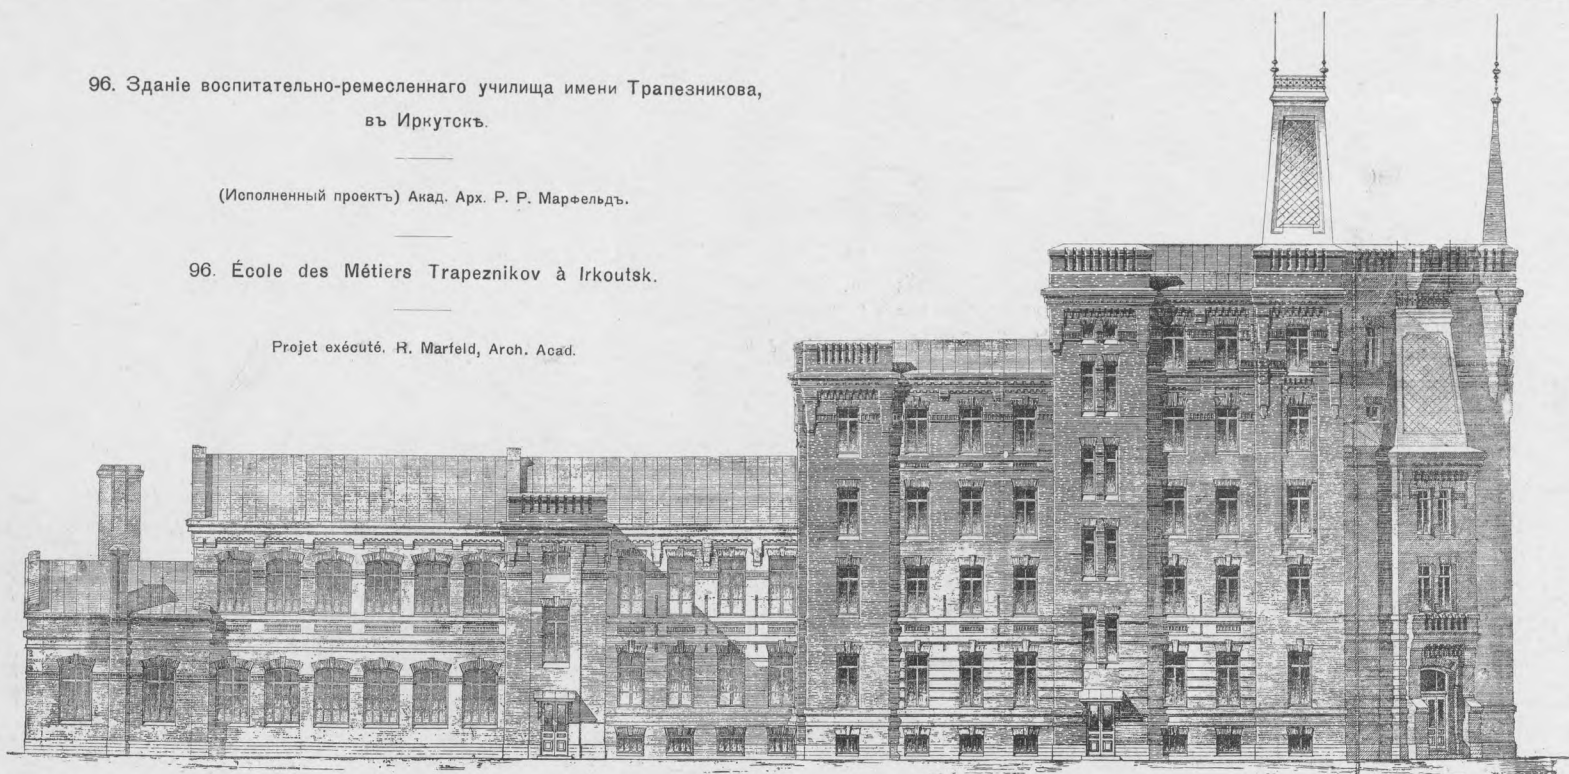 96. Зданіе воспитательно-ремесленнаго училища имени Трапезникова,
въ Иркутскѣ.
(Исполненный проектъ) Акад. Арх. Р. Р. Марфельдъ.
96. École des Métiers Trapeznikov à Irkoutsk.
Projet exécuté. R. Marfeld, Arch. Acad.